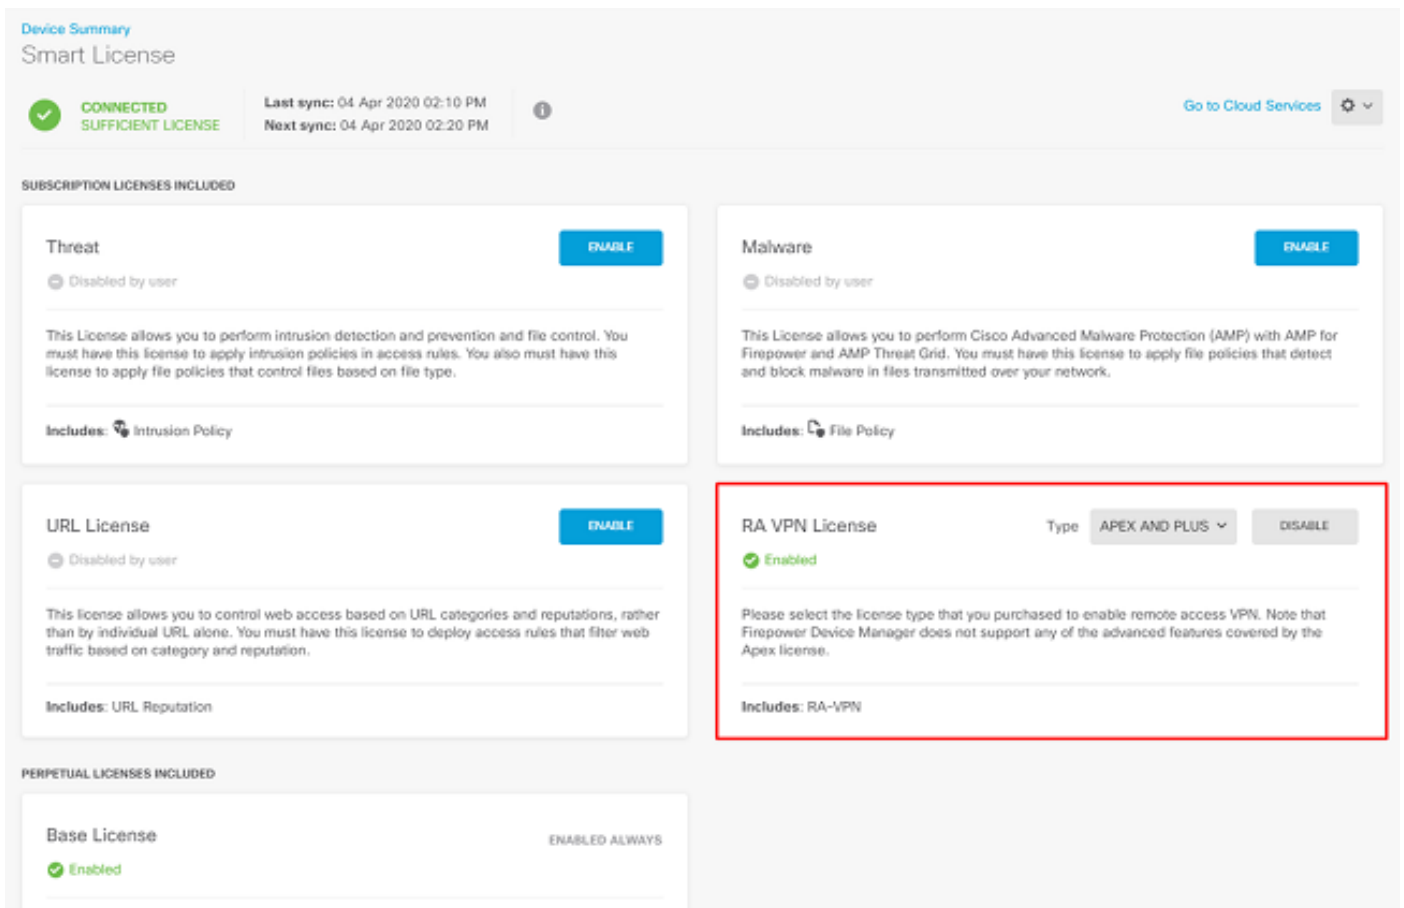 Device Summary
Smart License
CONNECTED
SUFFICIENT LICENSE
Last sync: 04 Apr 2020 02:10 PM
Next sync: 04 Apr 2020 02:20 PM
Go to Cloud Services
SUBSCRIPTION LICENSES INCLUDED
Threat
ENABLE
Disabled by user
This License allows you to perform intrusion detection and prevention and file control. You
must have this license to apply intrusion policies in access rules. You also must have this
license to apply file policies that control files based on file type.
Includes: Intrusion Policy
Malware
ENABLE
Disabled by user
This License allows you to perform Cisco Advanced Malware Protection (AMP) with AMP for
Firepower and AMP Threat Grid. You must have this license to apply file policies that detect
and block malware in files transmitted over your network.
Includes: File Policy
URL License
ENABLE
Disabled by user
This license allows you to control web access based on URL categories and reputations, rather
than by individual URL alone. You must have this license to deploy access rules that filter web
traffic based on category and reputation.
Includes: URL Reputation
RA VPN License
Type
APEX AND PLUS
DISABLE
Enabled
Please select the license type that you purchased to enable remote access VPN. Note that
Firepower Device Manager does not support any of the advanced features covered by the
Apex license.
Includes: RA-VPN
PERPETUAL LICENSES INCLUDED
Base License
ENABLED ALWAYS
Enabled